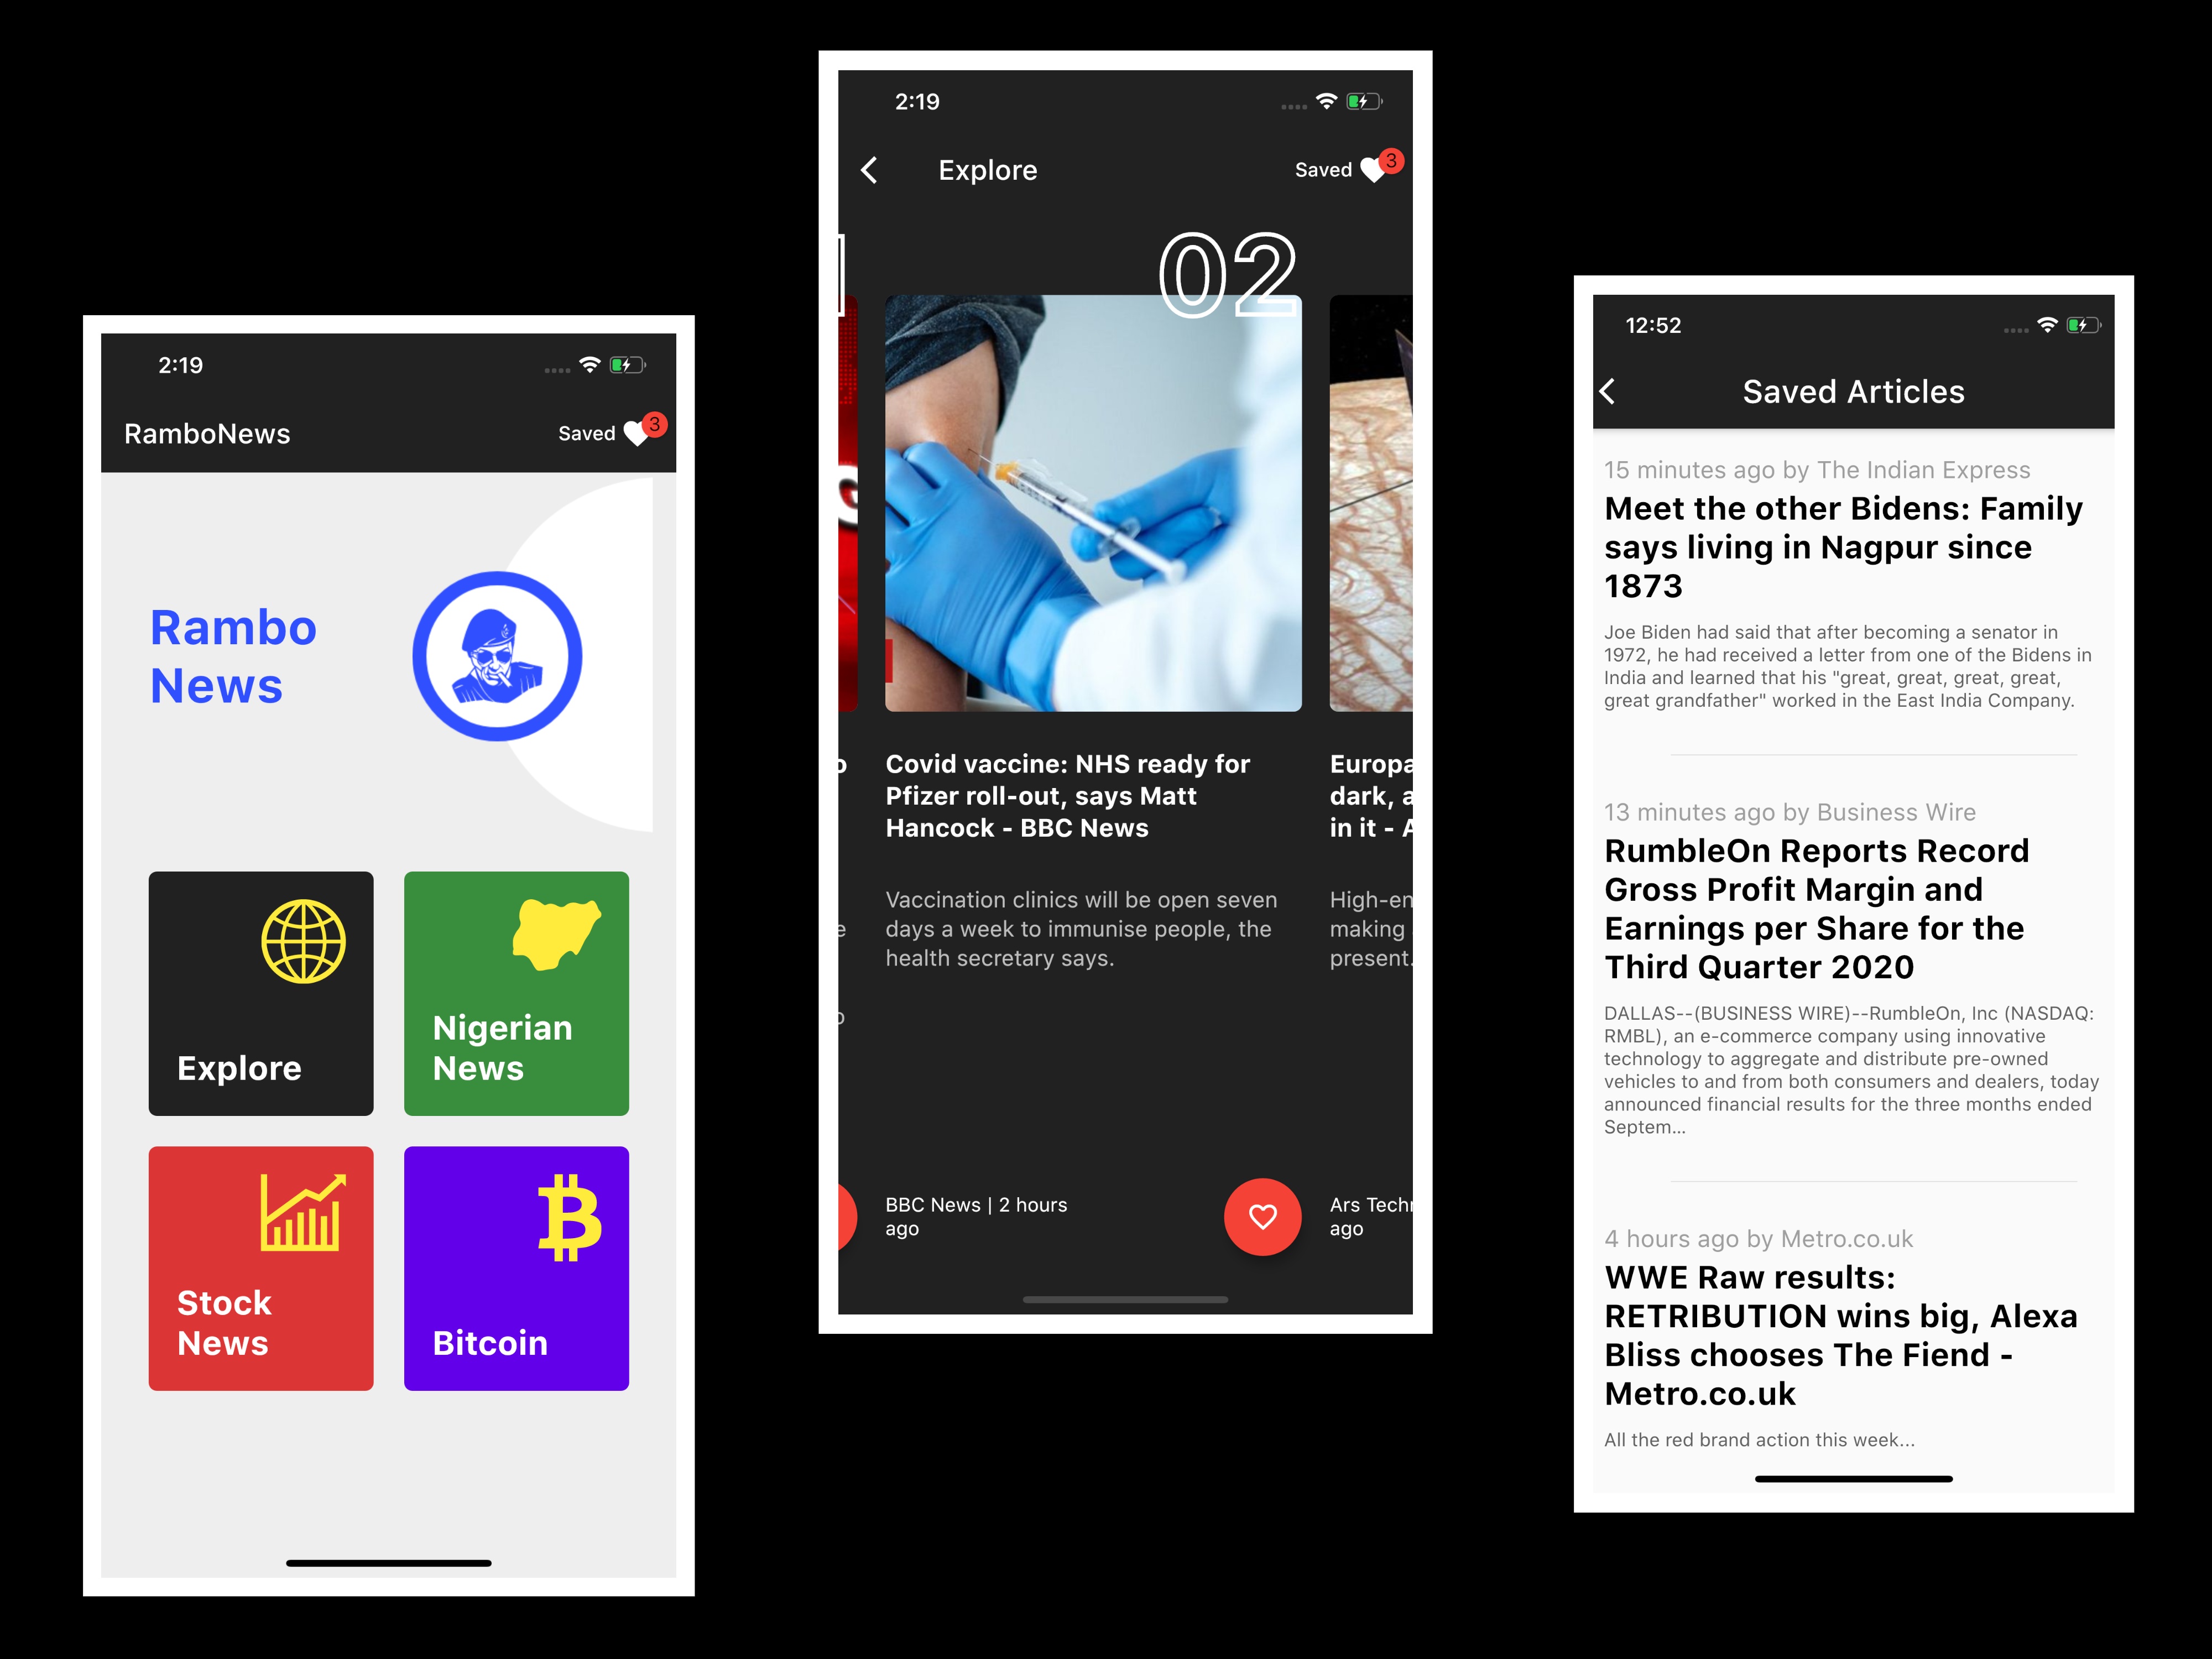 2:19
RamboNews
Saved
3
Rambo
News
Explore
Nigerian
News
Stock
News
Bitcoin
2:19
Explore
Saved
3
02
Covid vaccine: NHS ready for
Pfizer roll-out, says Matt
Hancock - BBC News
Vaccination clinics will be open seven
days a week to immunise people, the
health secretary says.
BBC News | 2 hours
ago
Europa
dark, a
in it - A
High-en
making
present.
Ars Techn
ago
12:52
Saved Articles
15 minutes ago by The Indian Express
Meet the other Bidens: Family
says living in Nagpur since
1873
Joe Biden had said that after becoming a senator in
1972, he had received a letter from one of the Bidens in
India and learned that his "great, great, great, great,
great grandfather" worked in the East India Company.
13 minutes ago by Business Wire
RumbleOn Reports Record
Gross Profit Margin and
Earnings per Share for the
Third Quarter 2020
DALLAS--(BUSINESS WIRE)--RumbleOn, Inc (NASDAQ:
RMBL), an e-commerce company using innovative
technology to aggregate and distribute pre-owned
vehicles to and from both consumers and dealers, today
announced financial results for the three months ended
Septem...
4 hours ago by Metro.co.uk
WWE Raw results:
RETRIBUTION wins big, Alexa
Bliss chooses The Fiend -
Metro.co.uk
All the red brand action this week...